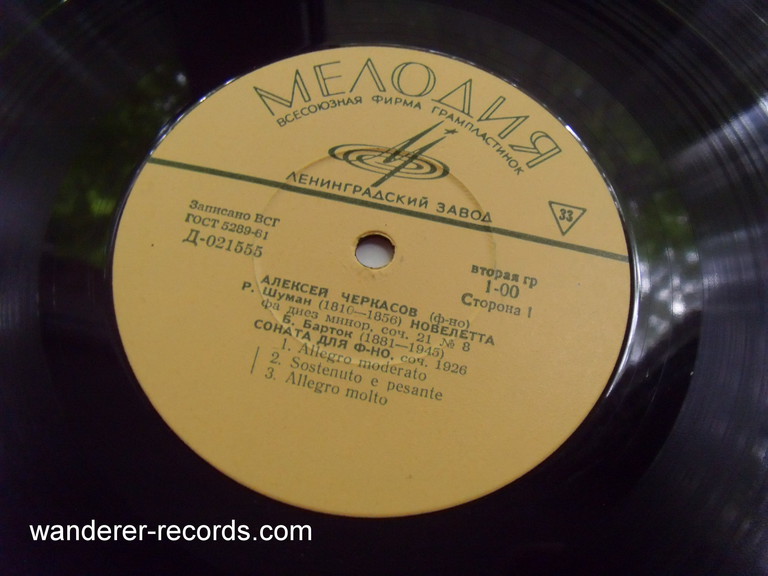 МЕЛОДИЯ
ВСЕСОЮЗНАЯ ФИРМА ГРАМПЛАСТИНОК
ЛЕНИНГРАДСКИЙ ЗАВОД
33
Записано ВСГ
ГОСТ 5289-61
Д-021555
вторая гр
1-00
Сторона 1
АЛЕКСЕЙ ЧЕРКАСОВ (ф-но)
Р. Шуман (1810—1856) НОВЕЛЕТТА
фа диез минор, соч. 21 № 8
Б. Барток (1881—1945)
СОНАТА ДЛЯ Ф-НО, соч. 1926
1. Allegro moderato
2. Sostenuto e pesante
3. Allegro molto
wanderer-records.com